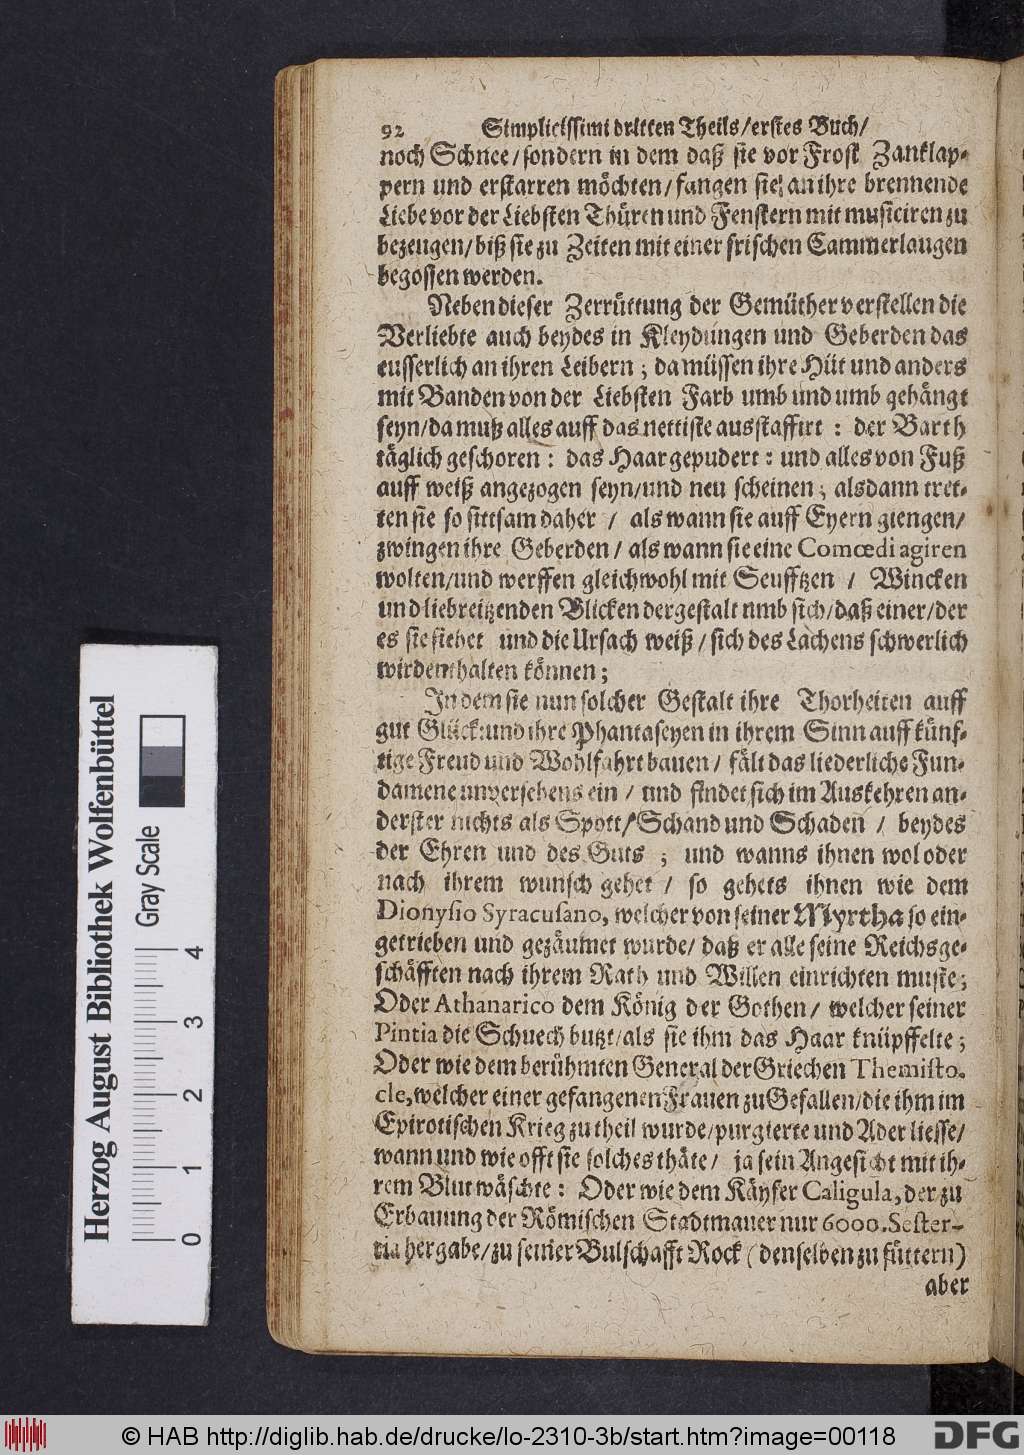 92 Simplicissimi dritten Theils/erstes Buch/
noch Schnee/sondern in dem daß sie vor Frost Zanklap-
pern und erstarren möchten/fangen sie an ihre brennende
Liebe vor der Liebsten Thüren und Fenstern mit musiciren zu
bezeugen/biß sie zu Zeiten mit einer frischen Cammerlaugen
begossen werden.
Neben dieser Zerrüttung der Gemüther verstellen die
Verliebte auch beydes in Kleydungen und Geberden das
eusserlich an ihren Leibern; da müssen ihre Hüt und anders
mit Banden von der Liebsten Farb umb und umb gehängt
seyn/da muß alles auff das nettiste ausstaffirt: der Barth
täglich geschoren: das Haar gepudert: und alles von Fuß
auff weiß angezogen seyn/und neu scheinen; alsdann tret-
ten sie so sittsam daher / als wann sie auff Eyern giengen/
zwingen ihre Geberden/ als wann sie eine Comœdi agiren
wolten/und werffen gleichwohl mit Seufftzen / Wincken
und liebreitzenden Blicken dergestalt umb sich/daß einer/der
es sie siehet und die Ursach weiß/sich des Lachens schwerlich
wird enthalten können;
In dem sie nun solcher Gestalt ihre Thorheiten auff
gut Glück: und ihre Phantaseyen in ihrem Sinn auff künf-
tige Freud und Wohlfahrt bauen/ fält das liederliche Fun-
dament unversehens ein / und findet sich im Auskehren an-
derster nichts als Spott/Schand und Schaden / beydes
der Ehren und des Guts ; und wanns ihnen wol oder
nach ihrem wunsch gehet / so gehets ihnen wie dem
Dionysio Syracusano, welcher von seiner Myrtha so ein-
getrieben und gezäumet wurde/ daß er alle seine Reichsge-
schäfften nach ihrem Rath und Willen einrichten muste;
Oder Athanarico dem König der Gothen/ welcher seiner
Pintia die Schuech butzt/als sie ihm das Haar knüpffelte;
Oder wie dem berühmten General der Griechen Themisto-
cle, welcher einer gefangenen Frauen zu Gefallen/die ihm im
Epirotischen Krieg zu theil wurde/purgierte und Ader liesse/
wann und wie offt sie solches thäte/ ja sein Angesicht mit ih-
rem Blut wäschte: Oder wie dem Käyser Caligula, der zu
Erbauung der Römischen Stadtmauer nur 6000. Sester-
tia hergabe/zu seiner Bulschafft Rock (denselben zu füttern)
aber
Herzog August Bibliothek Wolfenbüttel
Gray Scale
0 1 2 3 4
© HAB http://diglib.hab.de/drucke/lo-2310-3b/start.htm?image=00118
DFG